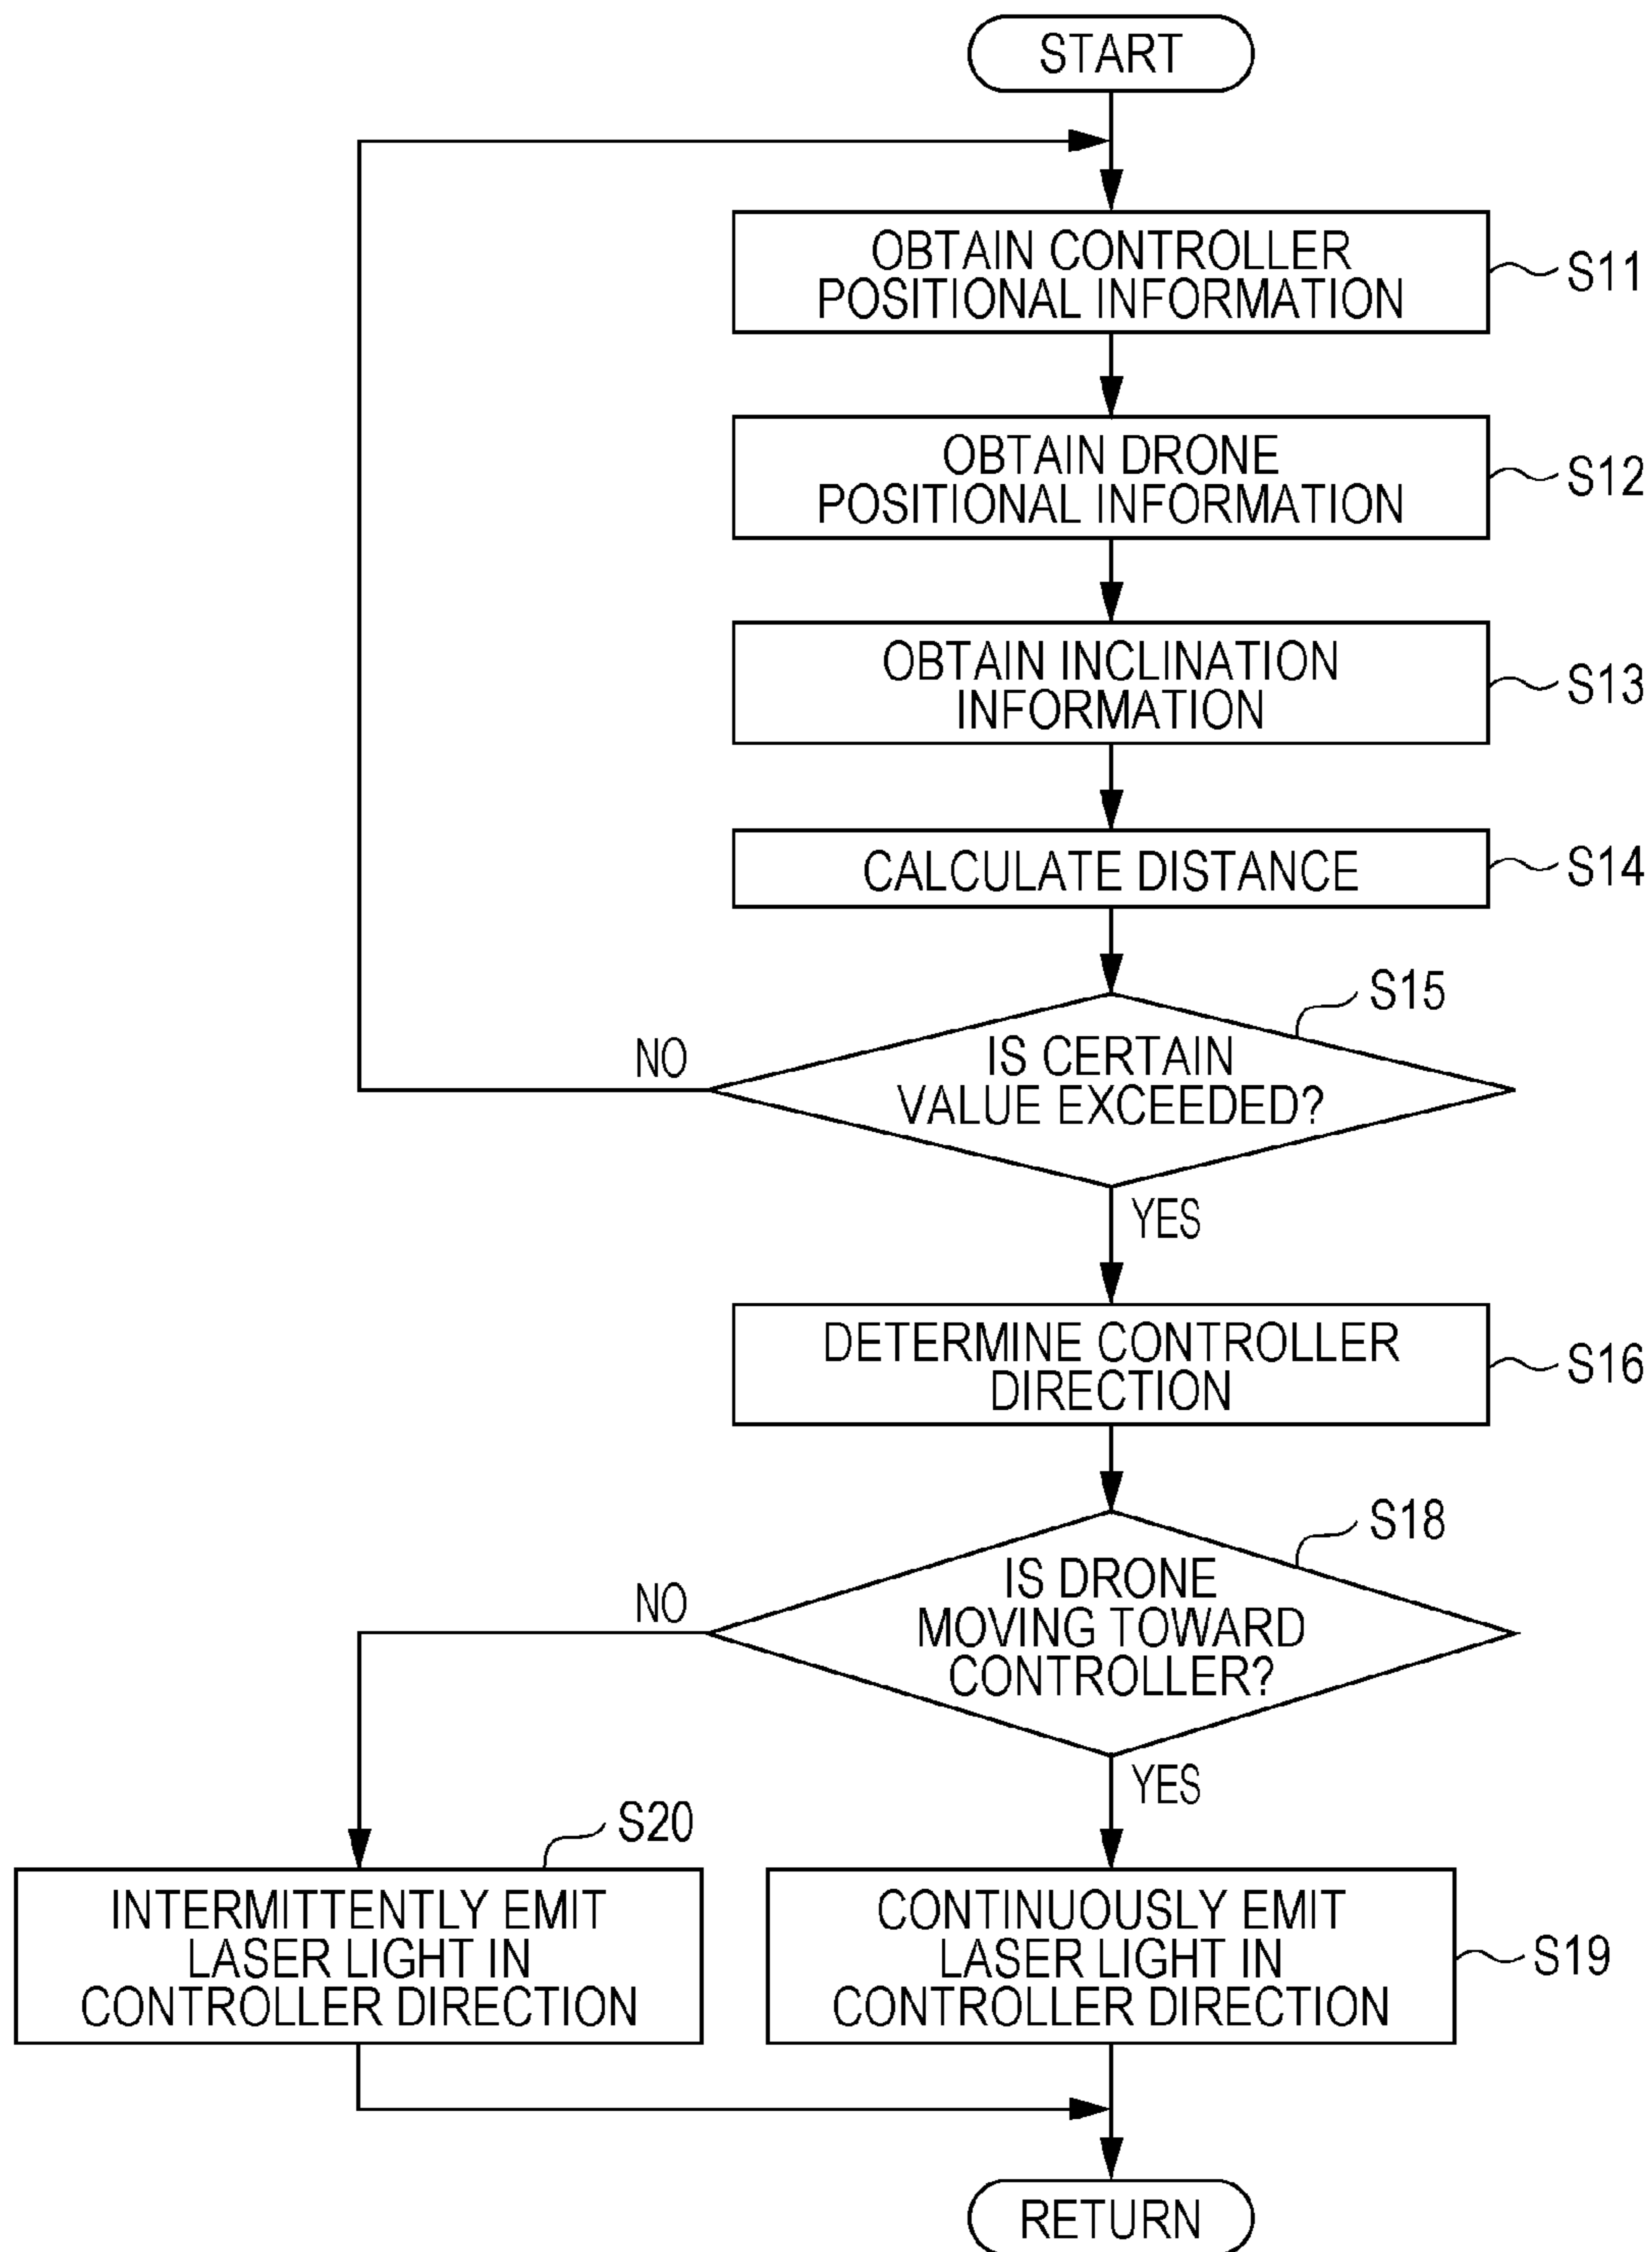 START
OBTAIN CONTROLLER
POSITIONAL INFORMATION
S11
OBTAIN DRONE
POSITIONAL INFORMATION
S12
OBTAIN INCLINATION
INFORMATION
S13
CALCULATE DISTANCE
S14
S15
IS CERTAIN
VALUE EXCEEDED?
NO
YES
DETERMINE CONTROLLER
DIRECTION
S16
S18
IS DRONE
MOVING TOWARD
CONTROLLER?
NO
YES
S20
INTERMITTENTLY EMIT
LASER LIGHT IN
CONTROLLER DIRECTION
CONTINUOUSLY EMIT
LASER LIGHT IN
CONTROLLER DIRECTION
S19
RETURN